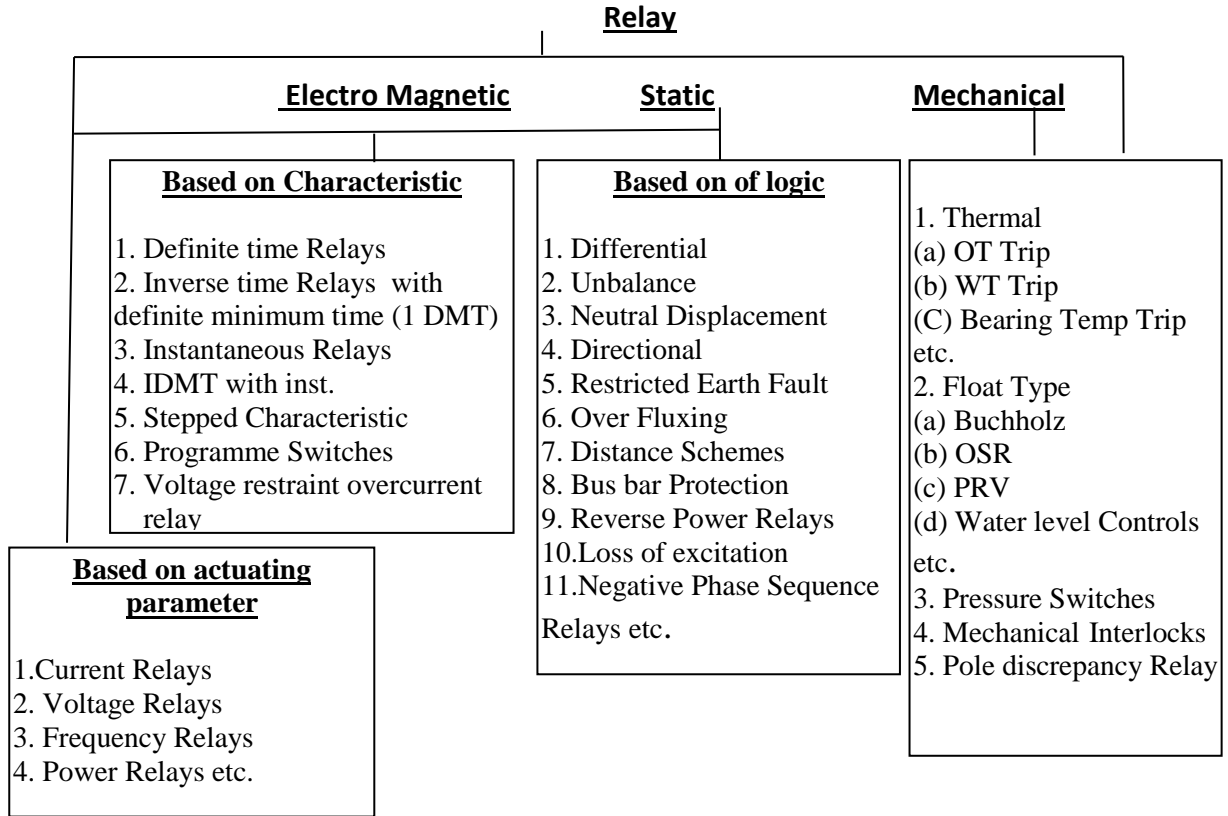 Relay
Electro Magnetic
Static
Mechanical
Based on Characteristic
1. Definite time Relays
2. Inverse time Relays with
definite minimum time (1 DMT)
3. Instantaneous Relays
4. IDMT with inst.
5. Stepped Characteristic
6. Programme Switches
7. Voltage restraint overcurrent
relay
Based on of logic
1. Differential
2. Unbalance
3. Neutral Displacement
4. Directional
5. Restricted Earth Fault
6. Over Fluxing
7. Distance Schemes
8. Bus bar Protection
9. Reverse Power Relays
10.Loss of excitation
11.Negative Phase Sequence
Relays etc.
1. Thermal
(a) OT Trip
(b) WT Trip
(C) Bearing Temp Trip
etc.
2. Float Type
(a) Buchholz
(b) OSR
(c) PRV
(d) Water level Controls
etc.
3. Pressure Switches
4. Mechanical Interlocks
5. Pole discrepancy Relay
Based on actuating
parameter
1.Current Relays
2. Voltage Relays
3. Frequency Relays
4. Power Relays etc.